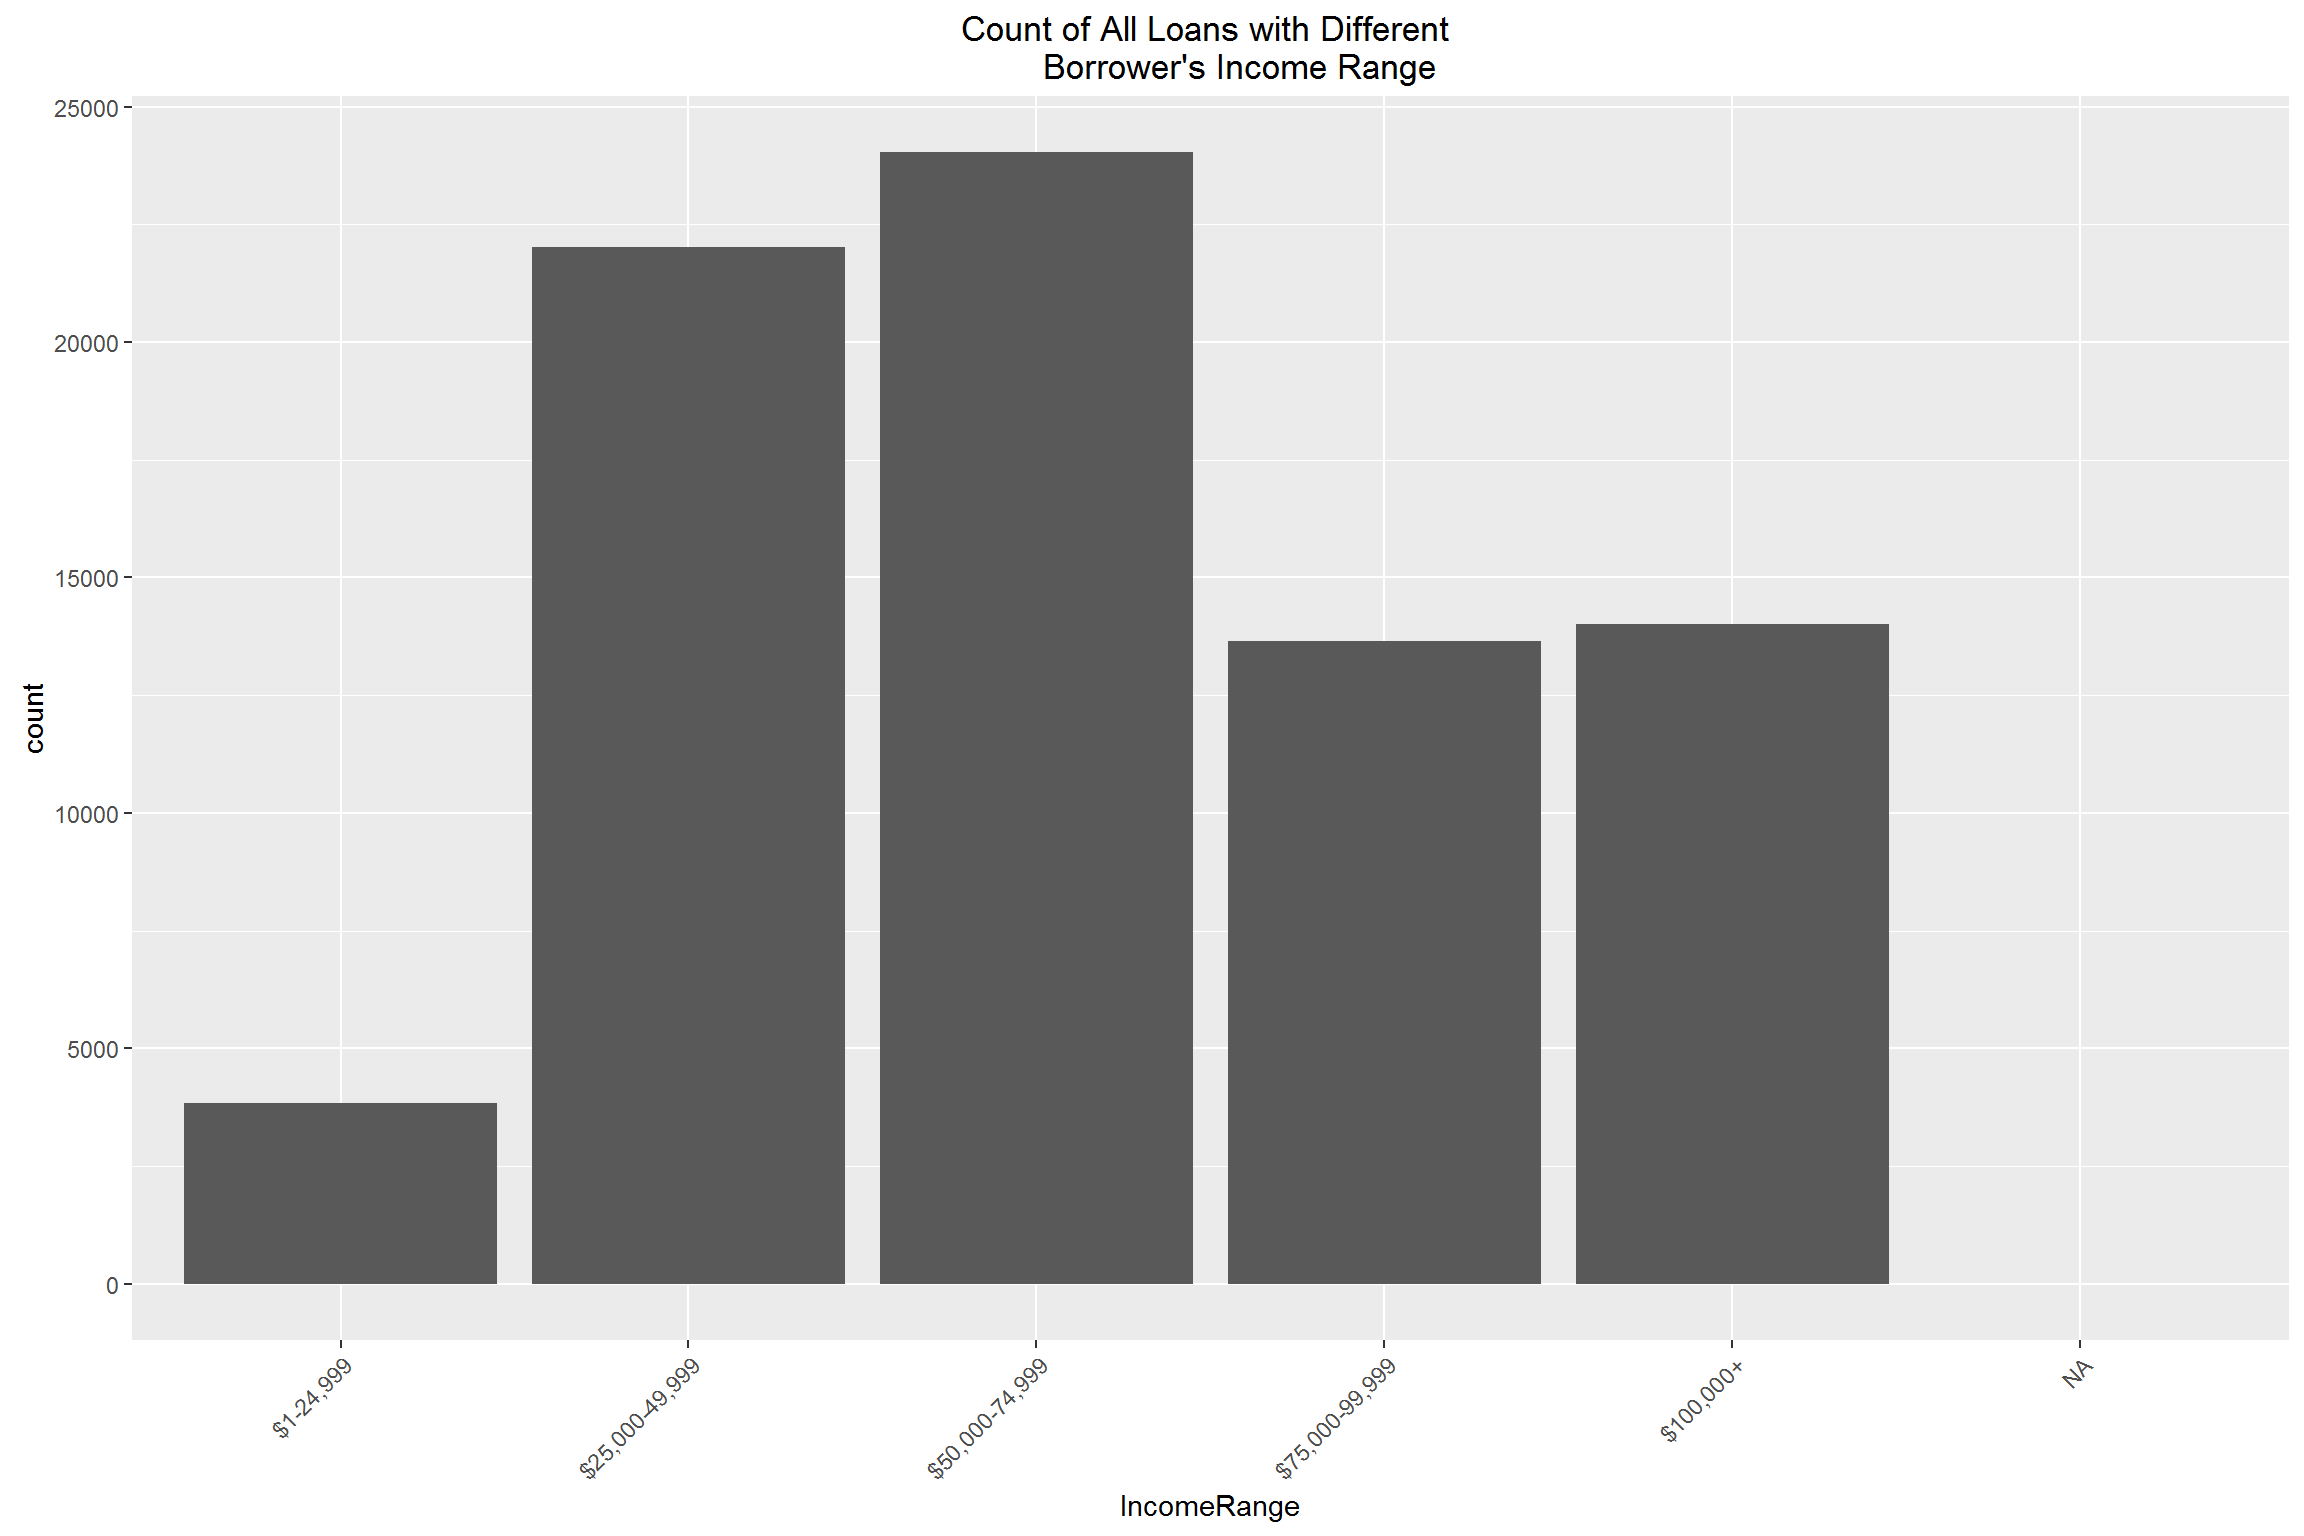 Count of All Loans with Different
Borrower's Income Range
25000
20000
15000
10000
5000
0
count
$1-24,999
$25,000-49,999
$50,000-74,999
$75,000-99,999
$100,000+
NA
IncomeRange